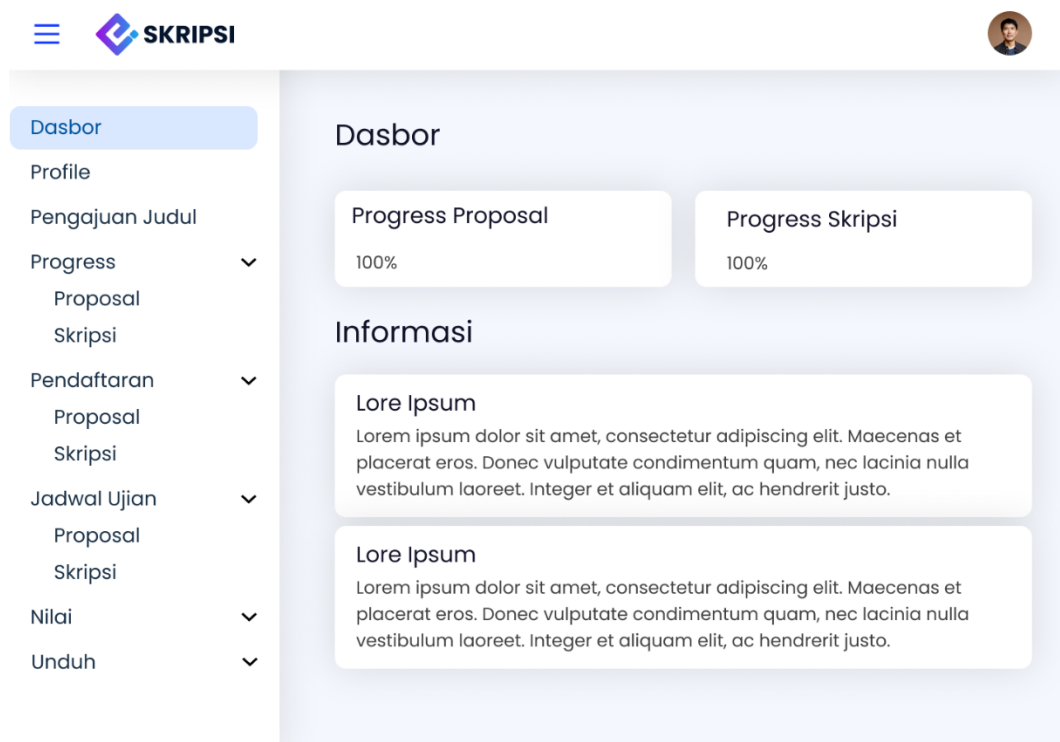 SKRIPSI
Dasbor
Profile
Pengajuan Judul
Progress
Proposal
Skripsi
Pendaftaran
Proposal
Skripsi
Jadwal Ujian
Proposal
Skripsi
Nilai
Unduh
Dasbor
Progress Proposal
100%
Progress Skripsi
100%
Informasi
Lore Ipsum
Lorem ipsum dolor sit amet, consectetur adipiscing elit. Maecenas et
placerat eros. Donec vulputate condimentum quam, nec lacinia nulla
vestibulum laoreet. Integer et aliquam elit, ac hendrerit justo.
Lore Ipsum
Lorem ipsum dolor sit amet, consectetur adipiscing elit. Maecenas et
placerat eros. Donec vulputate condimentum quam, nec lacinia nulla
vestibulum laoreet. Integer et aliquam elit, ac hendrerit justo.